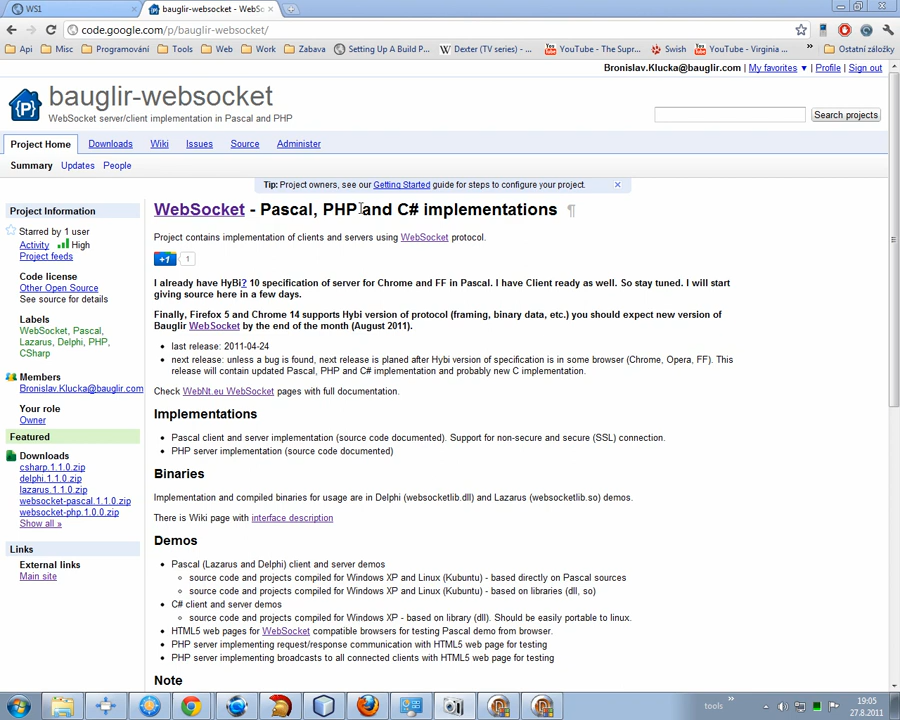 WS1
bauglir-websocket - WebSo
code.google.com/p/bauglir-websocket/
Api Misc Programování Tools Web Work Zabava Setting Up A Build P... Dexter (TV series) - ... YouTube - The Supr... Swish YouTube - Virginia ... » Ostatní záložky
Bronislav.Klucka@bauglir.com | My favorites ▼ | Profile | Sign out
bauglir-websocket
WebSocket server/client implementation in Pascal and PHP
Search projects
Project Home Downloads Wiki Issues Source Administer
Summary Updates People
Tip: Project owners, see our Getting Started guide for steps to configure your project.
Project Information
Starred by 1 user
Activity High
Project feeds
Code license
Other Open Source
See source for details
Labels
WebSocket, Pascal,
Lazarus, Delphi, PHP,
CSharp
Members
Bronislav.Klucka@bauglir.com
Your role
Owner
Featured
Downloads
csharp.1.1.0.zip
delphi.1.1.0.zip
lazarus.1.1.0.zip
websocket-pascal.1.1.0.zip
websocket-php.1.0.0.zip
Show all »
Links
External links
Main site
WebSocket - Pascal, PHP and C# implementations ¶
Project contains implementation of clients and servers using WebSocket protocol.
+1 1
I already have HyBi? 10 specification of server for Chrome and FF in Pascal. I have Client ready as well. So stay tuned. I will start
giving source here in a few days.
Finally, Firefox 5 and Chrome 14 supports Hybi version of protocol (framing, binary data, etc.) you should expect new version of
Bauglir WebSocket by the end of the month (August 2011).
• last release: 2011-04-24
• next release: unless a bug is found, next release is planed after Hybi version of specification is in some browser (Chrome, Opera, FF). This
release will contain updated Pascal, PHP and C# implementation and probably new C implementation.
Check WebNt.eu WebSocket pages with full documentation.
Implementations
• Pascal client and server implementation (source code documented). Support for non-secure and secure (SSL) connection.
• PHP server implementation (source code documented)
Binaries
Implementation and compiled binaries for usage are in Delphi (websocketlib.dll) and Lazarus (websocketlib.so) demos.
There is Wiki page with interface description
Demos
• Pascal (Lazarus and Delphi) client and server demos
source code and projects compiled for Windows XP and Linux (Kubuntu) - based directly on Pascal sources
source code and projects compiled for Windows XP and Linux (Kubuntu) - based on libraries (dll, so)
• C# client and server demos
source code and projects compiled for Windows XP - based on library (dll). Should be easily portable to linux.
• HTML5 web pages for WebSocket compatible browsers for testing Pascal demo from browser.
• PHP server implementing request/response communication with HTML5 web page for testing
• PHP server implementing broadcasts to all connected clients with HTML5 web page for testing
Note
tools »
19:05
27.8.2011